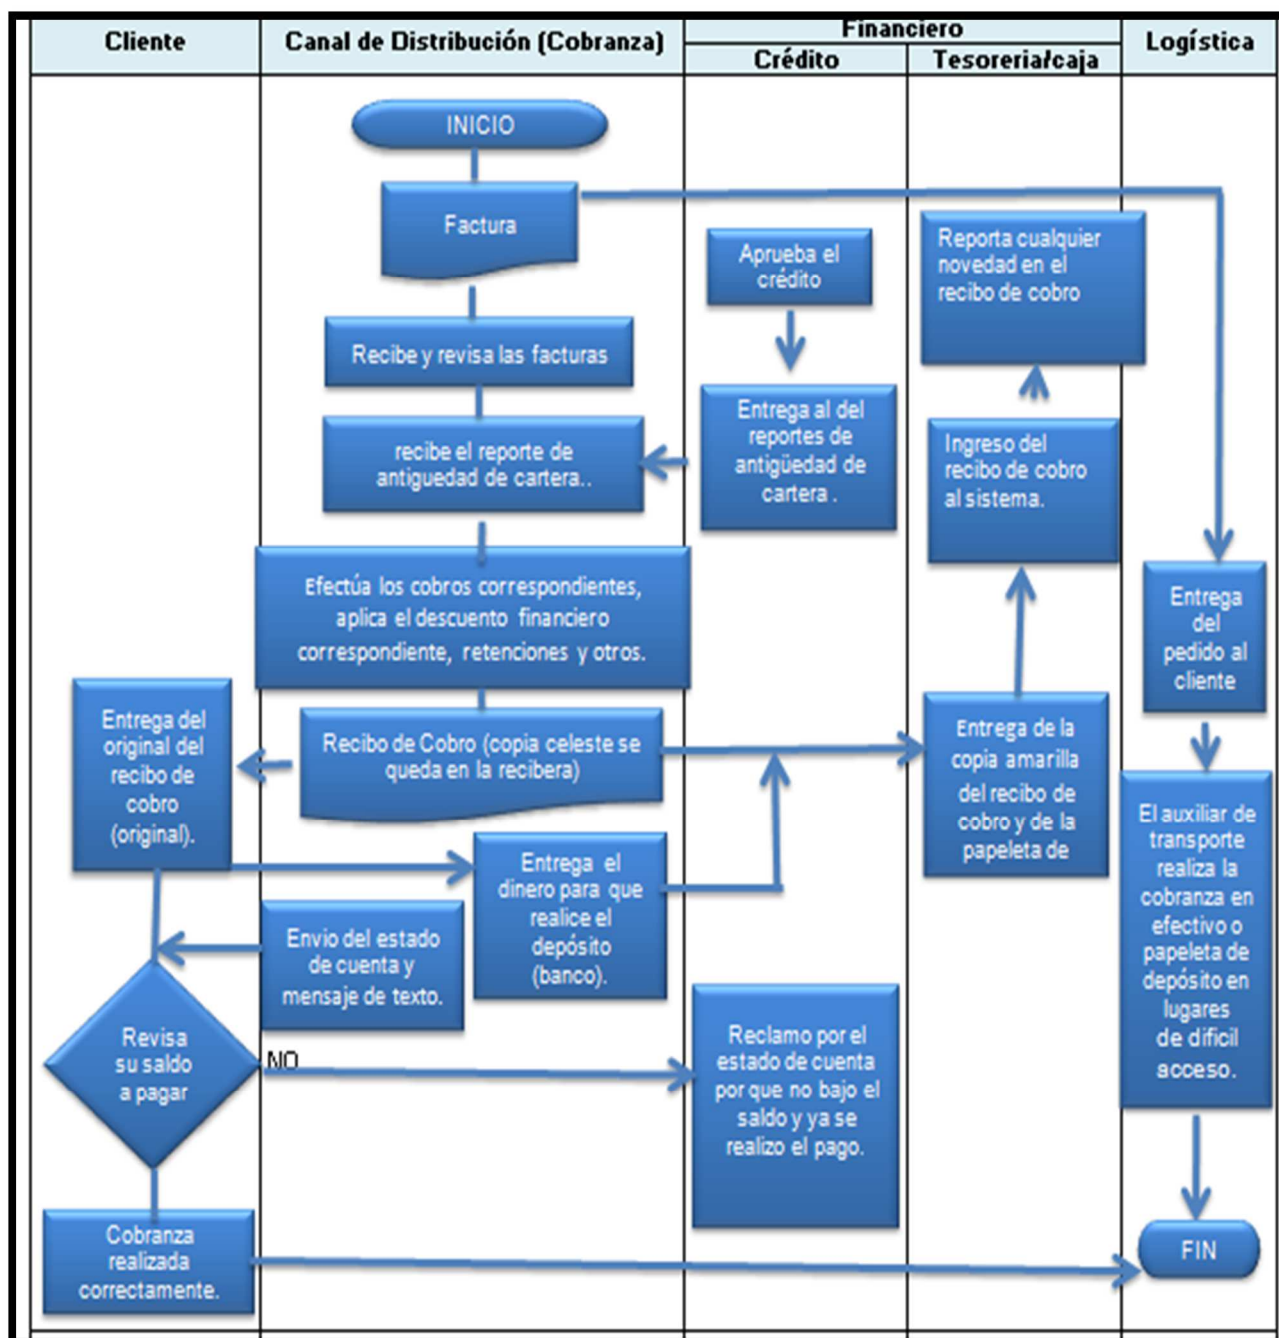 Cliente
Canal de Distribución (Cobranza)
Financiero
Crédito
Tesoreria/caja
Logística
INICIO
Factura
Recibe y revisa las facturas
recibe el reporte de
antiguedad de cartera..
Efectúa los cobros correspondientes,
aplica el descuento financiero
correspondiente, retenciones y otros.
Recibo de Cobro (copia celeste se
queda en la recibera)
Entrega del
original del
recibo de
cobro
(original).
Entrega el
dinero para que
realice el
depósito
(banco).
Envio del estado
de cuenta y
mensaje de texto.
Revisa
su saldo
a pagar
NO
Cobranza
realizada
correctamente.
Aprueba el
crédito
Entrega al del
reportes de
antigüedad de
cartera .
Reclamo por el
estado de cuenta
por que no bajo el
saldo y ya se
realizo el pago.
Reporta cualquier
novedad en el
recibo de cobro
Ingreso del
recibo de cobro
al sistema.
Entrega de la
copia amarilla
del recibo de
cobro y de la
papeleta de
Entrega
del
pedido al
cliente
El auxiliar de
transporte
realiza la
cobranza en
efectivo o
papeleta de
depósito en
lugares
de dificil
acceso.
FIN